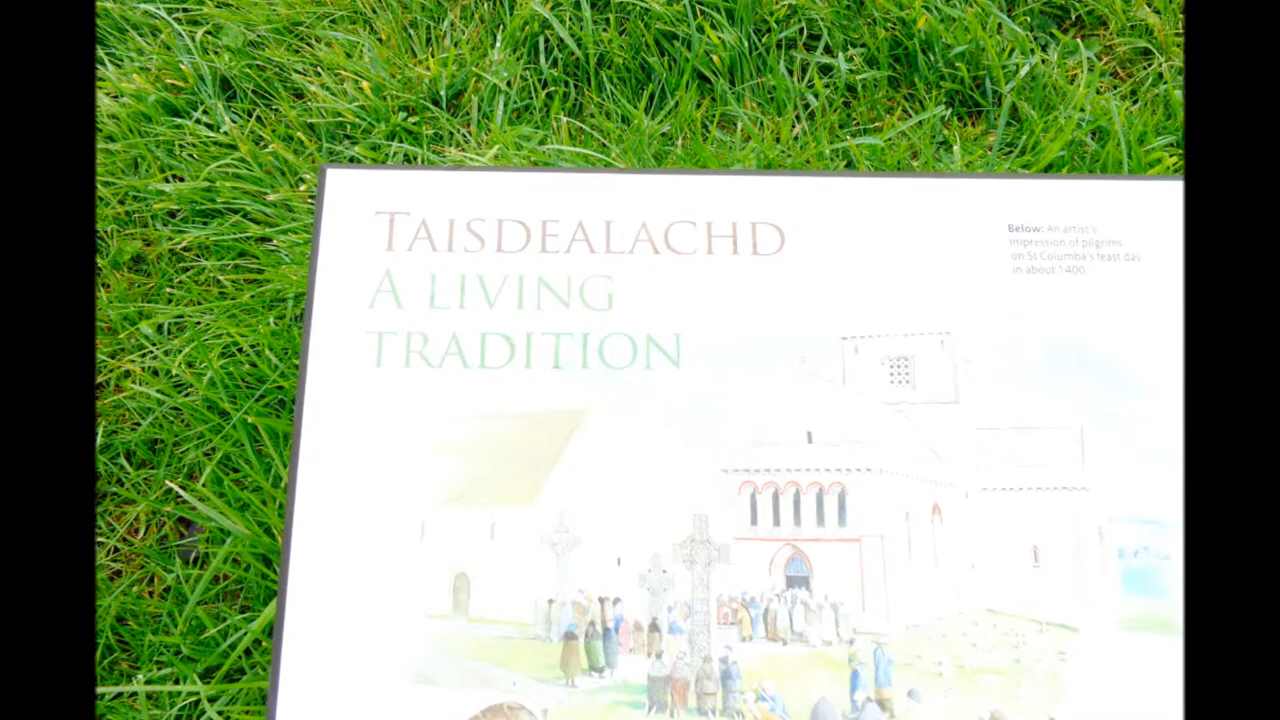 TAISDEALACHD
A LIVING
TRADITION
Below: An artist's
impression of pilgrims
on St Columba's feast day
in about 1400.